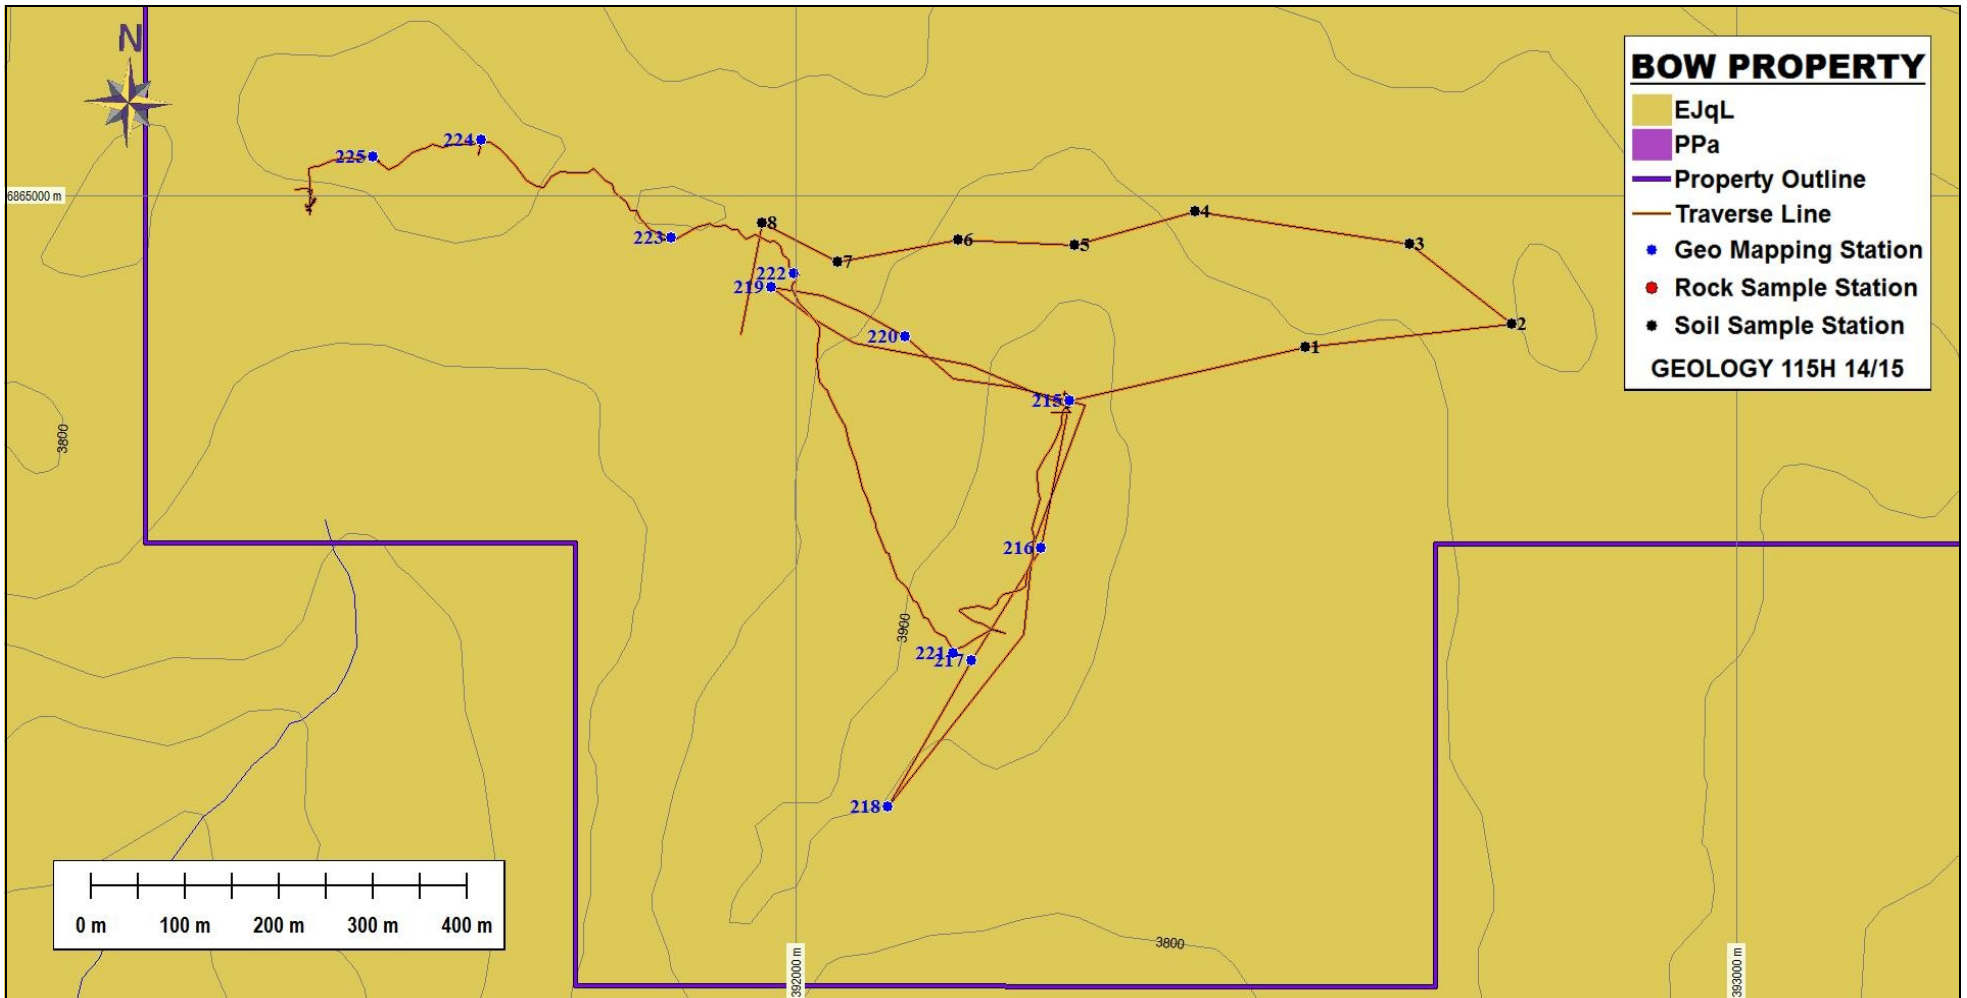 N
BOW PROPERTY
EJqL
PPa
Property Outline
Traverse Line
Geo Mapping Station
Rock Sample Station
Soil Sample Station
GEOLOGY 115H 14/15
224
225
6865000 m
4
8
223
6
5
3
7
222
219
2
220
1
215
3800
216
3900
221
217
218
0 m 100 m 200 m 300 m 400 m
3800
392000 m
393000 m